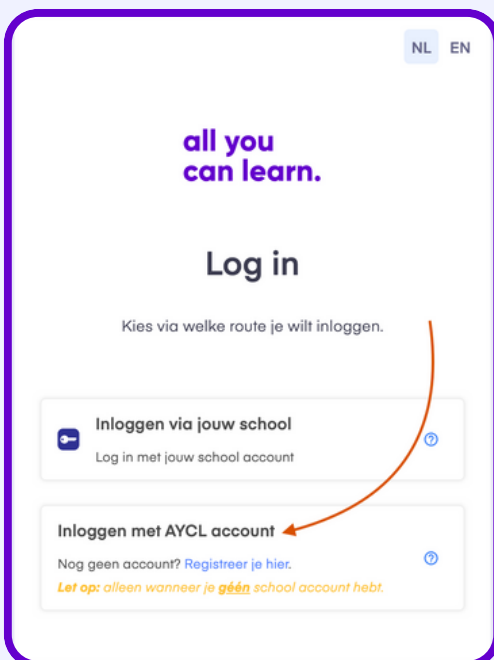 NL EN
all you
can learn.
Log in
Kies via welke route je wilt inloggen.
Inloggen via jouw school
Log in met jouw school account
Inloggen met AYCL account
Nog geen account? Registreer je hier.
Let op: alleen wanneer je géén school account hebt.